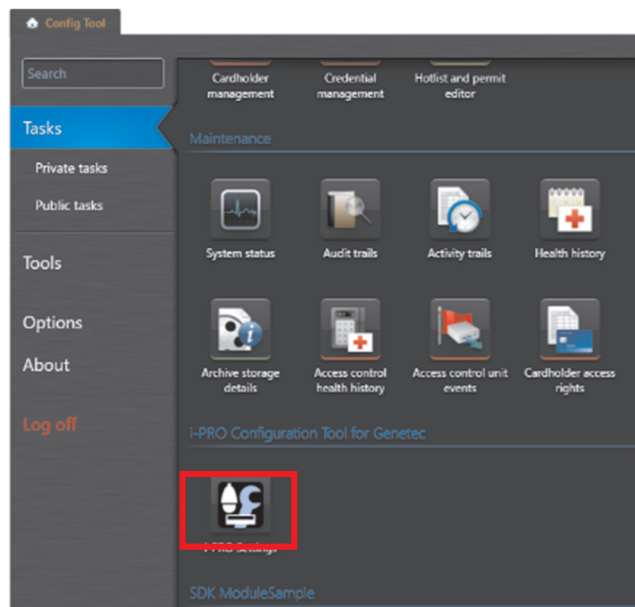 Config Tool
Search
Tasks
Private tasks
Public tasks
Tools
Options
About
Log off
Cardholder
management
Credential
management
Hotlist and permit
editor
Maintenance
System status
Audit trails
Activity trails
Health history
Archive storage
details
Access control
health history
Access control unit
events
Cardholder access
rights
i-PRO Configuration Tool for Genetec
i-PRO Settings
SDK ModuleSample